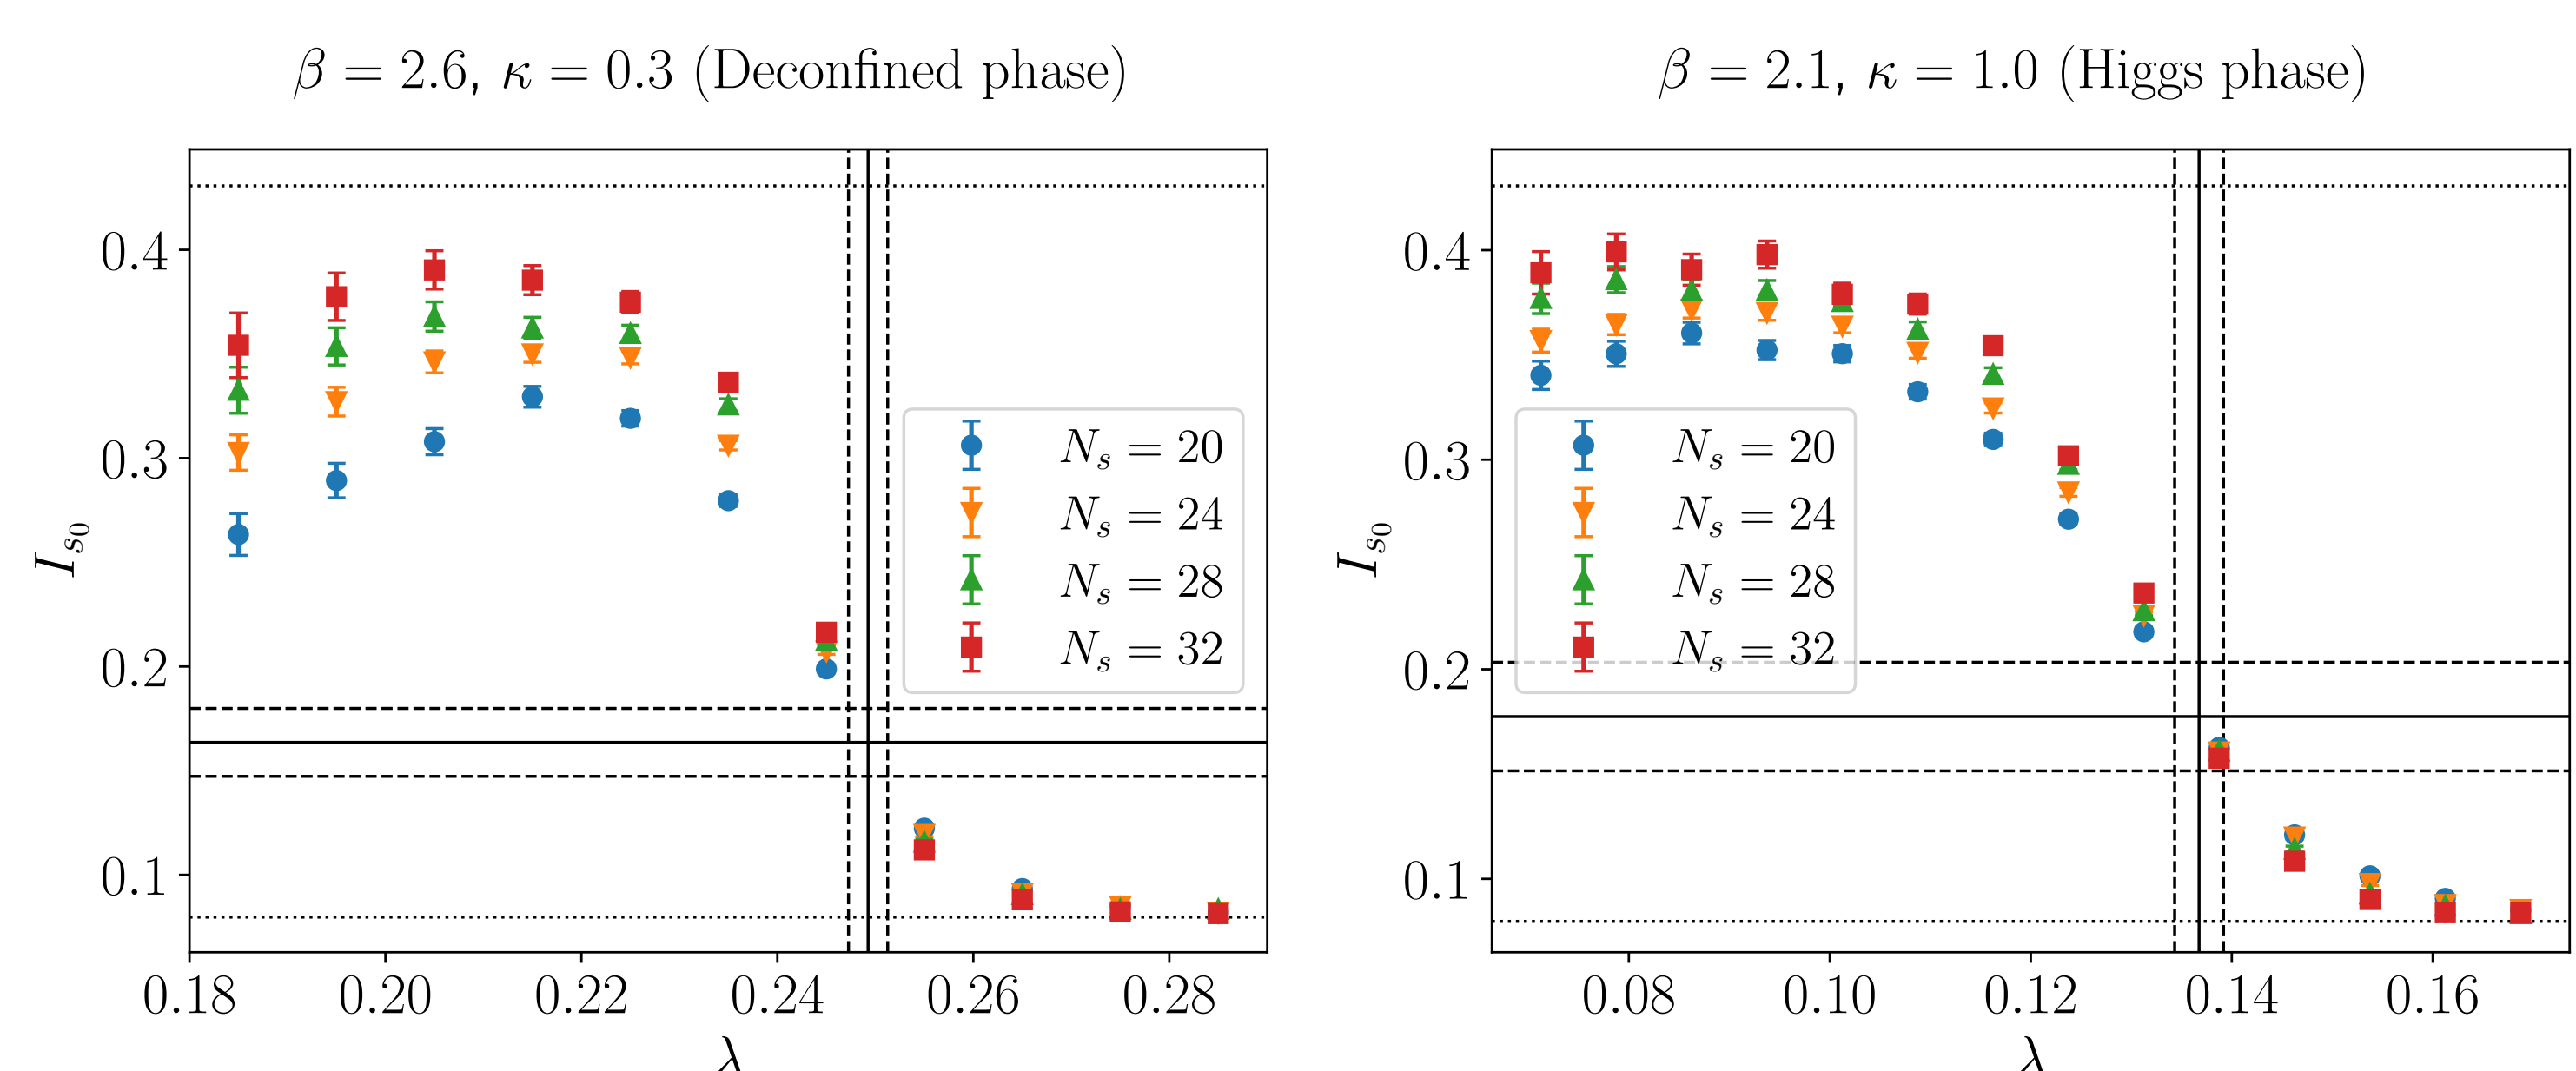 β = 2.6, κ = 0.3 (Deconfined phase)
0.4
0.3
0.2
0.1
I_{s_0}
N_s = 20
N_s = 24
N_s = 28
N_s = 32
0.18 0.20 0.22 0.24 0.26 0.28
λ
β = 2.1, κ = 1.0 (Higgs phase)
0.4
0.3
0.2
0.1
I_{s_0}
N_s = 20
N_s = 24
N_s = 28
N_s = 32
0.08 0.10 0.12 0.14 0.16
λ